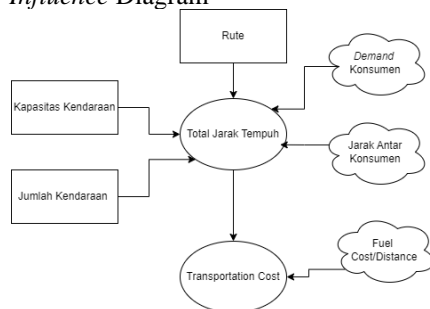 Influence Diagram
Rute
Demand
Konsumen
Kapasitas Kendaraan
Total Jarak Tempuh
Jarak Antar
Konsumen
Jumlah Kendaraan
Fuel
Cost/Distance
Transportation Cost